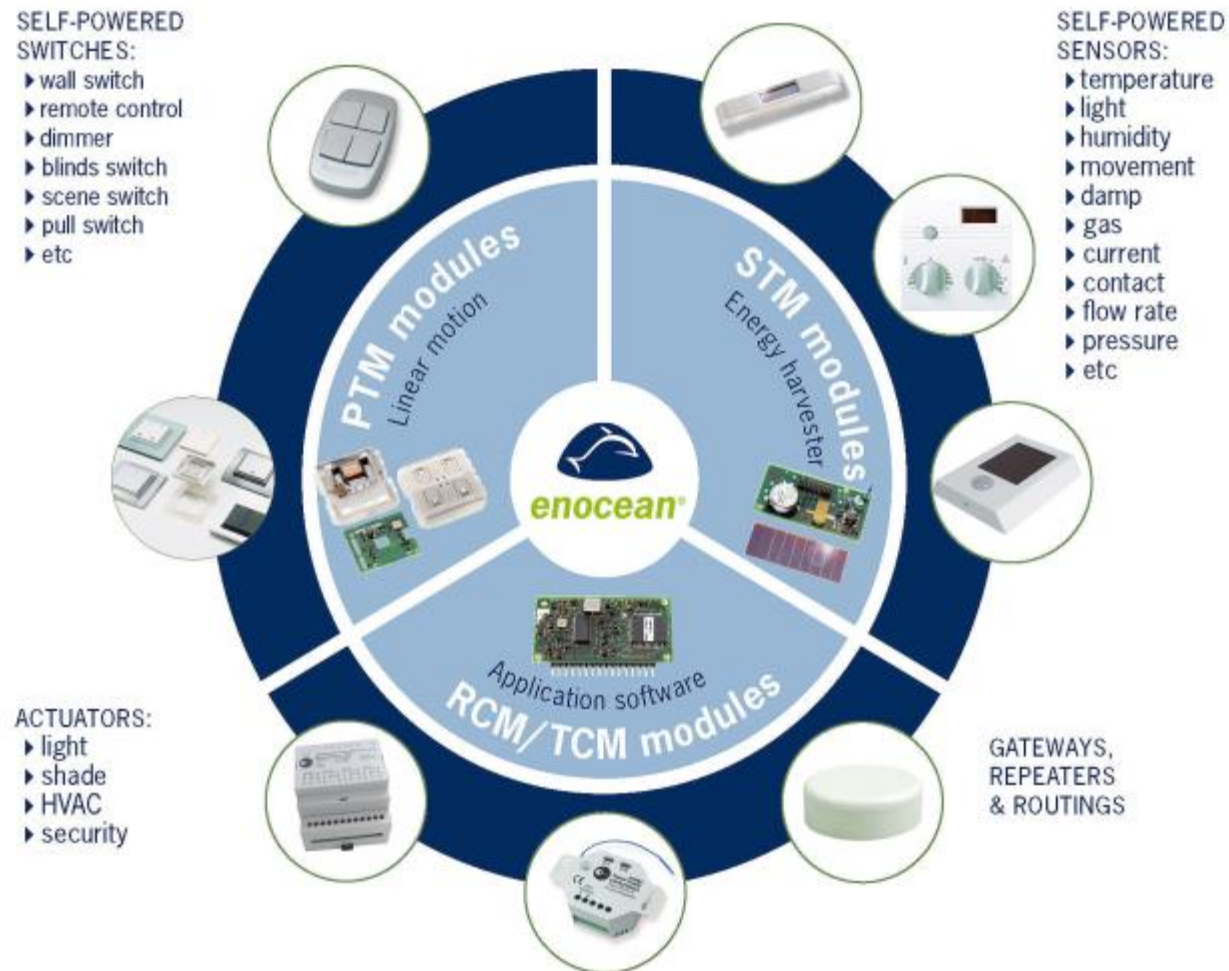 SELF-POWERED
SWITCHES:
wall switch
remote control
dimmer
blinds switch
scene switch
pull switch
etc
SELF-POWERED
SENSORS:
temperature
light
humidity
movement
damp
gas
current
contact
flow rate
pressure
etc
PTM modules
Linear motion
STM modules
Energy harvester
enocean®
Application software
RCM/TCM modules
ACTUATORS:
light
shade
HVAC
security
GATEWAYS,
REPEATERS
& ROUTINGS